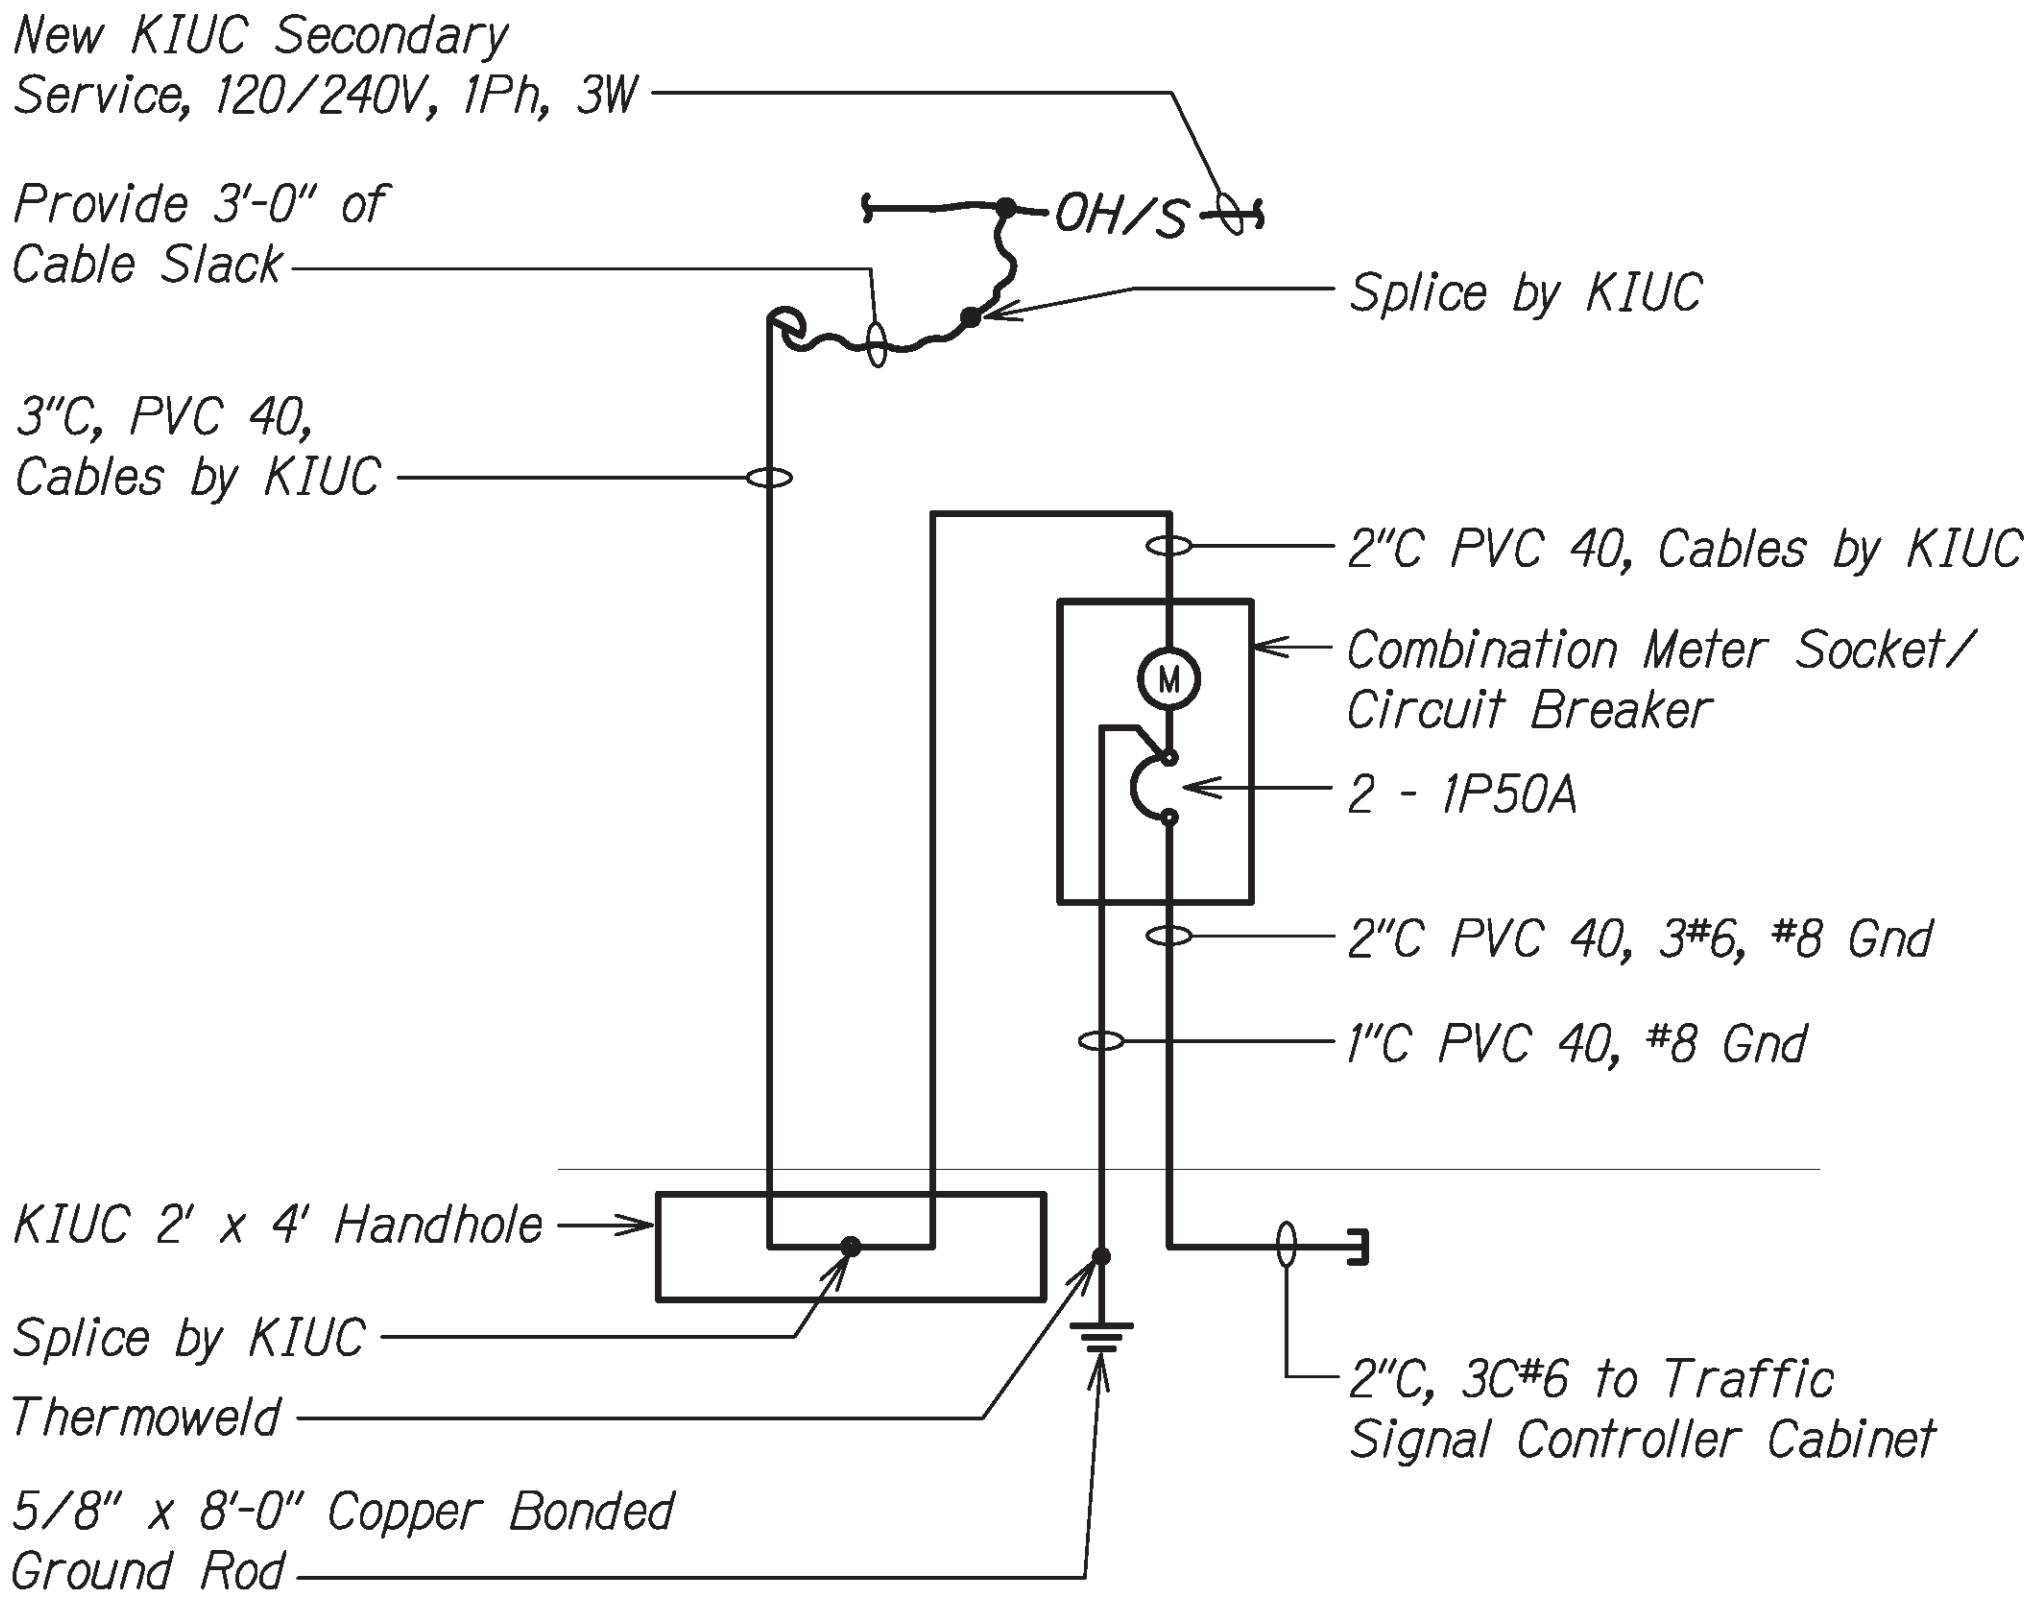 New KIUC Secondary
Service, 120/240V, 1Ph, 3W
Provide 3'-0" of
Cable Slack
OH/S
Splice by KIUC
3"C, PVC 40,
Cables by KIUC
2"C PVC 40, Cables by KIUC
Combination Meter Socket/
Circuit Breaker
M
2 - 1P50A
2"C PVC 40, 3#6, #8 Gnd
1"C PVC 40, #8 Gnd
KIUC 2' x 4' Handhole
Splice by KIUC
Thermoweld
2"C, 3C#6 to Traffic
Signal Controller Cabinet
5/8" x 8'-0" Copper Bonded
Ground Rod